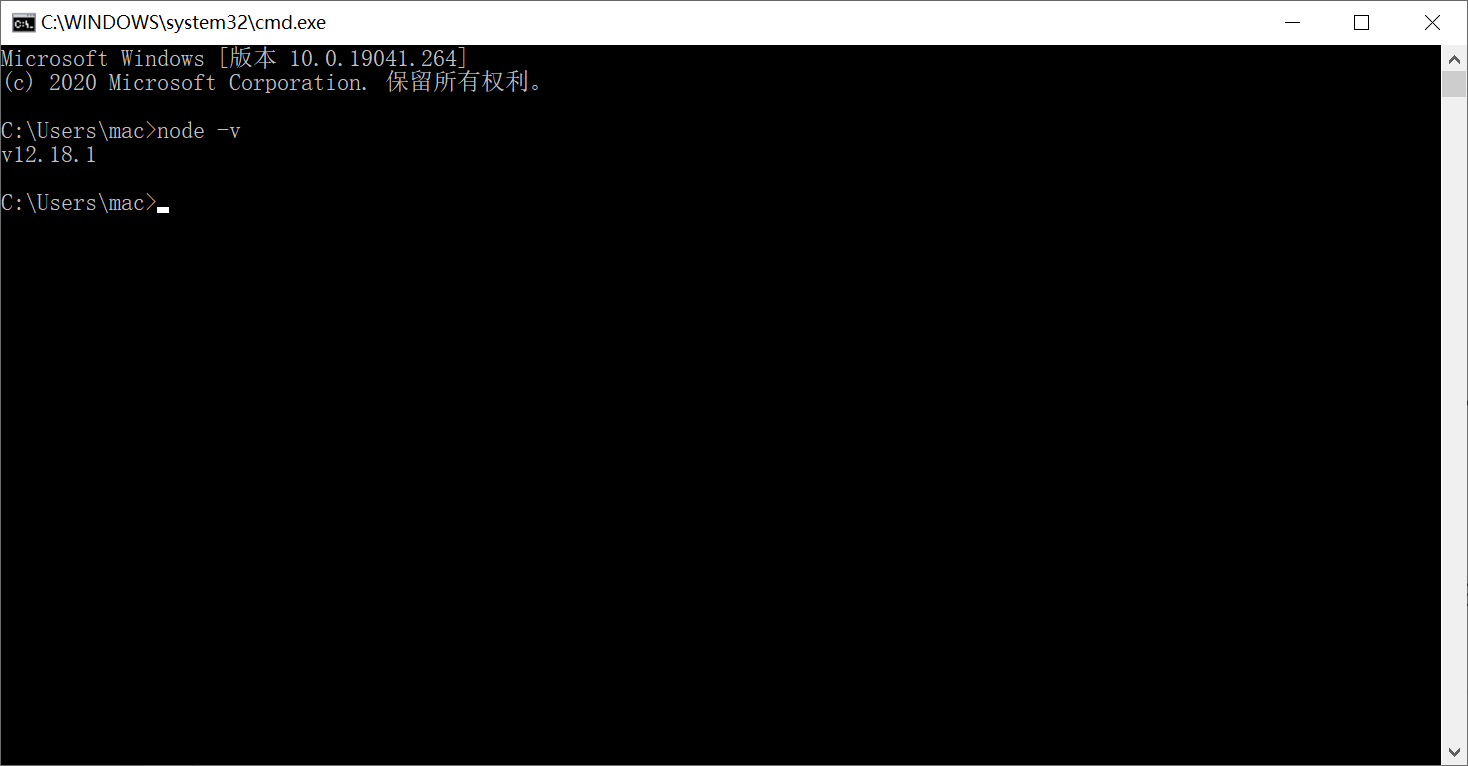 C:\WINDOWS\system32\cmd.exe
Microsoft Windows [版本 10.0.19041.264]
(c) 2020 Microsoft Corporation. 保留所有权利。
C:\Users\mac>node -v
v12.18.1
C:\Users\mac>